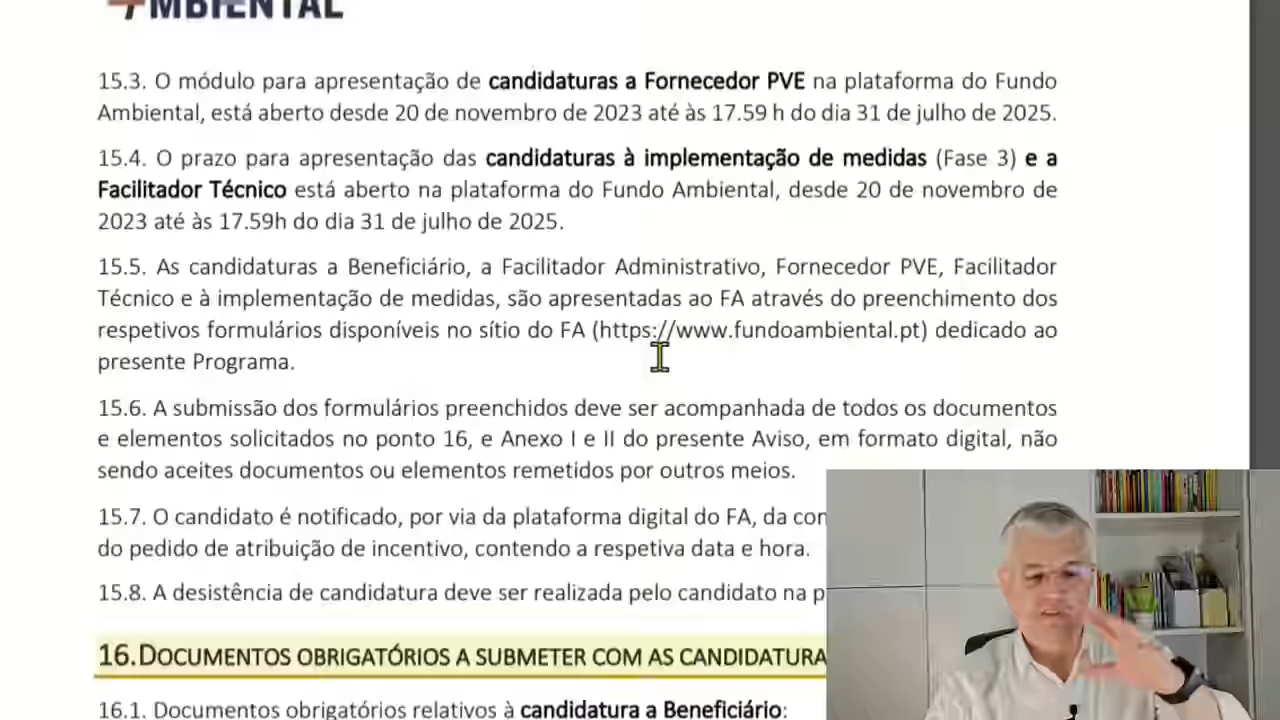 MBIENTAL
15.3. O módulo para apresentação de candidaturas a Fornecedor PVE na plataforma do Fundo
Ambiental, está aberto desde 20 de novembro de 2023 até às 17.59 h do dia 31 de julho de 2025.
15.4. O prazo para apresentação das candidaturas à implementação de medidas (Fase 3) e a
Facilitador Técnico está aberto na plataforma do Fundo Ambiental, desde 20 de novembro de
2023 até às 17.59h do dia 31 de julho de 2025.
15.5. As candidaturas a Beneficiário, a Facilitador Administrativo, Fornecedor PVE, Facilitador
Técnico e à implementação de medidas, são apresentadas ao FA através do preenchimento dos
respetivos formulários disponíveis no sítio do FA (https://www.fundoambiental.pt) dedicado ao
presente Programa.
15.6. A submissão dos formulários preenchidos deve ser acompanhada de todos os documentos
e elementos solicitados no ponto 16, e Anexo I e II do presente Aviso, em formato digital, não
sendo aceites documentos ou elementos remetidos por outros meios.
15.7. O candidato é notificado, por via da plataforma digital do FA, da con
do pedido de atribuição de incentivo, contendo a respetiva data e hora.
15.8. A desistência de candidatura deve ser realizada pelo candidato na p
16.DOCUMENTOS OBRIGATÓRIOS A SUBMETER COM AS CANDIDATURA
16.1. Documentos obrigatórios relativos à candidatura a Beneficiário: